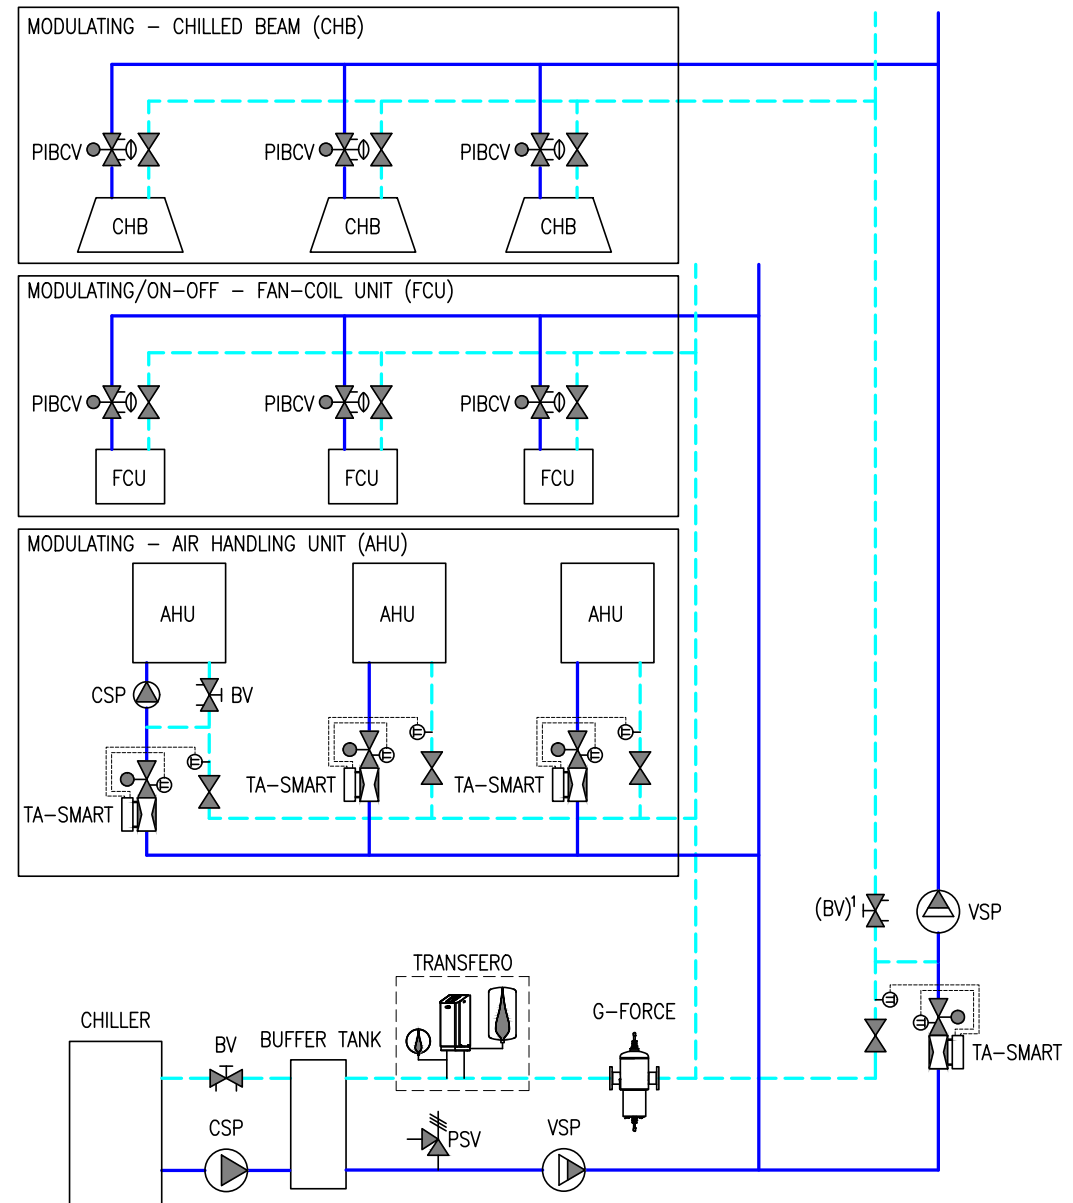 MODULATING – CHILLED BEAM (CHB)
PIBCV
PIBCV
PIBCV
CHB
CHB
CHB
MODULATING/ON-OFF – FAN-COIL UNIT (FCU)
PIBCV
PIBCV
PIBCV
FCU
FCU
FCU
MODULATING – AIR HANDLING UNIT (AHU)
AHU
AHU
AHU
CSP
BV
TA-SMART
TA-SMART
TA-SMART
(BV)¹
VSP
TRANSFERO
G-FORCE
CHILLER
BV
BUFFER TANK
TA-SMART
CSP
PSV
VSP